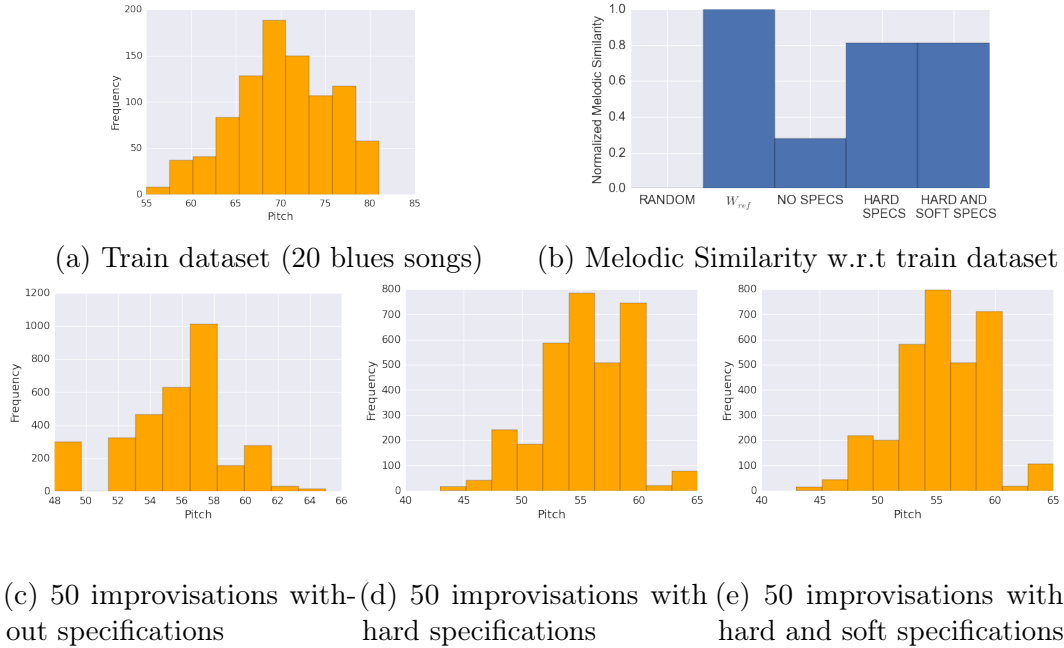 200
150
100
50
0
Frequency
55 60 65 70 75 80 85
Pitch
1.0
0.8
0.6
0.4
0.2
0.0
Normalized Melodic Similarity
RANDOM W_ref NO SPECS HARD SPECS HARD AND SOFT SPECS
(a) Train dataset (20 blues songs)
(b) Melodic Similarity w.r.t train dataset
1200
1000
800
600
400
200
0
Frequency
48 50 52 54 56 58 60 62 64 66
Pitch
800
700
600
500
400
300
200
100
0
Frequency
40 45 50 55 60 65
Pitch
800
700
600
500
400
300
200
100
0
Frequency
40 45 50 55 60 65
Pitch
(c) 50 improvisations with-
out specifications
(d) 50 improvisations with
hard specifications
(e) 50 improvisations with
hard and soft specifications